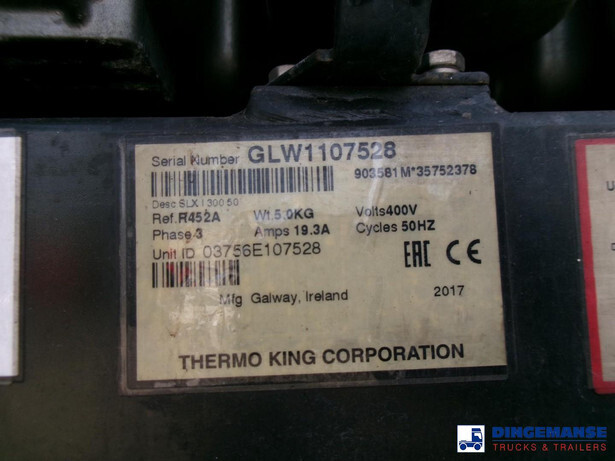 Serial Number GLW1107528
903581M*35752378
Desc SLX I 300 50
Ref.R452A Wt.5.0KG Volts400V
Phase 3 Amps 19.3A Cycles 50HZ
Unit ID 03756E107528
EAC CE
Mfg Galway, Ireland 2017
THERMO KING CORPORATION
DINGEMANSE
TRUCKS & TRAILERS